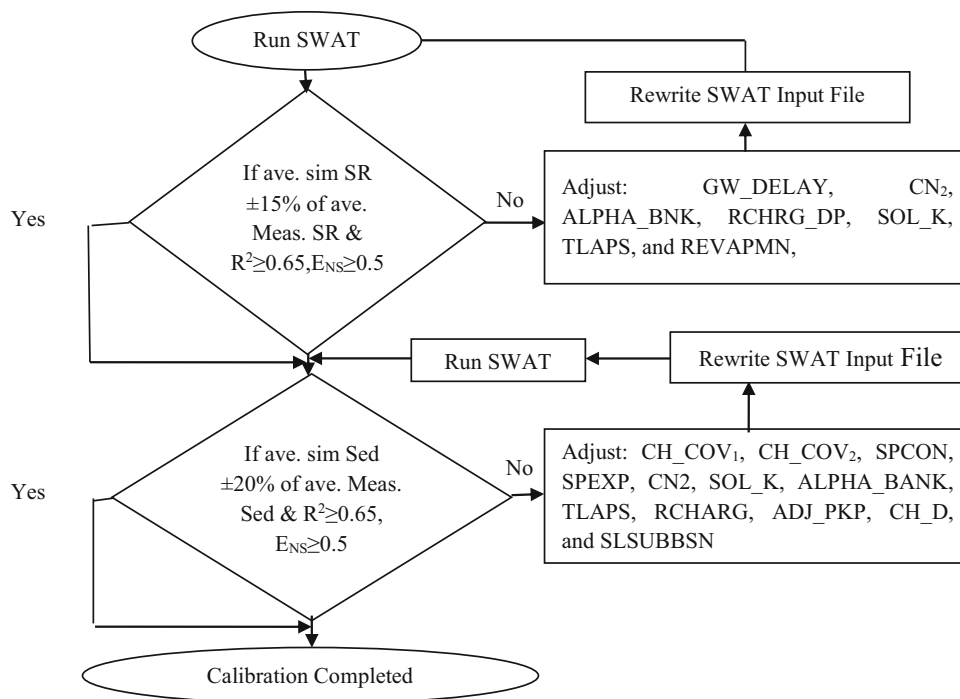 Run SWAT
Rewrite SWAT Input File
If ave. sim SR
±15% of ave.
Meas. SR &
R²≥0.65,E_NS≥0.5
Yes
No
Adjust: GW_DELAY, CN₂,
ALPHA_BNK, RCHRG_DP, SOL_K,
TLAPS, and REVAPMN,
Run SWAT
Rewrite SWAT Input File
If ave. sim Sed
±20% of ave. Meas.
Sed & R²≥0.65,
E_NS≥0.5
Yes
No
Adjust: CH_COV₁, CH_COV₂, SPCON,
SPEXP, CN2, SOL_K, ALPHA_BANK,
TLAPS, RCHARG, ADJ_PKP, CH_D,
and SLSUBBSN
Calibration Completed